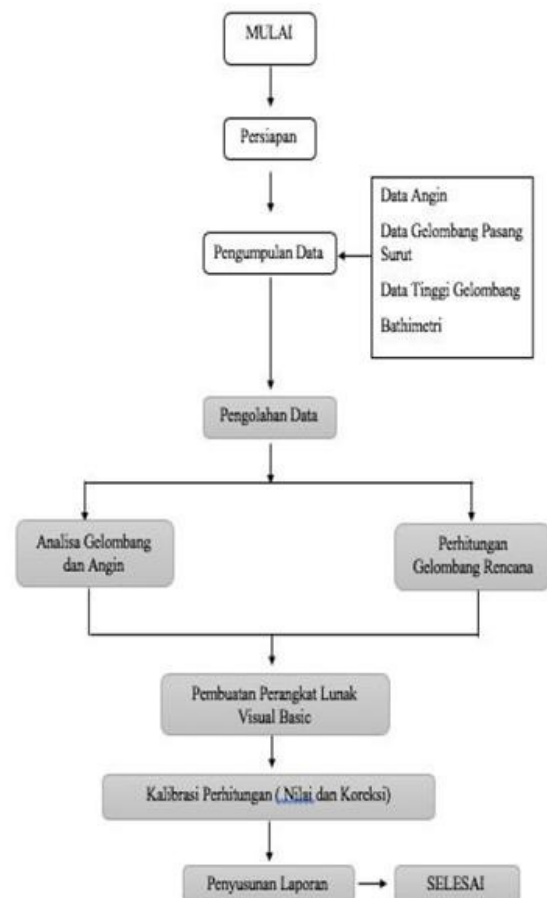 MULAI
Persiapan
Pengumpulan Data
Data Angin
Data Gelombang Pasang
Surut
Data Tinggi Gelombang
Bathimetri
Pengolahan Data
Analisa Gelombang
dan Angin
Perhitungan
Gelombang Rencana
Pembuatan Perangkat Lunak
Visual Basic
Kalibrasi Perhitungan ( Nilai dan Koreksi)
Penyusunan Laporan
SELESAI